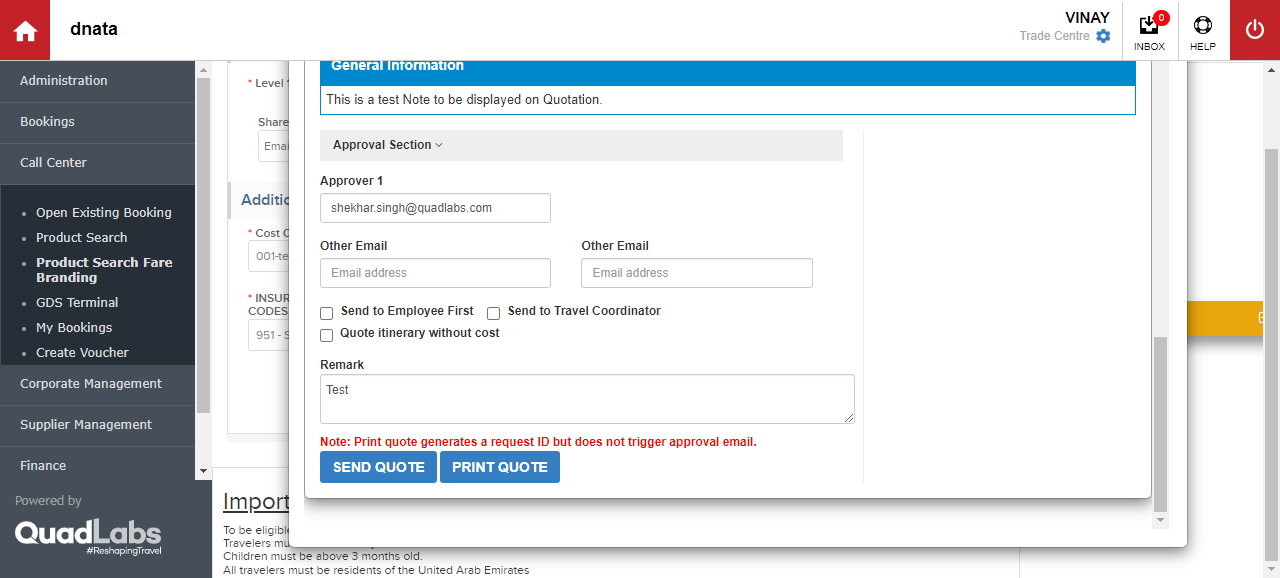 dnata
VINAY
Trade Centre
0
INBOX
HELP
Administration
Bookings
Call Center
Open Existing Booking
Product Search
Product Search Fare
Branding
GDS Terminal
My Bookings
Create Voucher
Corporate Management
Supplier Management
Finance
Powered by
QuadLabs
#ReshapingTravel
* Level
Share
Emai
Additio
* Cost C
001-te
* INSUR
CODES
951 - S
General Information
This is a test Note to be displayed on Quotation.
Approval Section
Approver 1
shekhar.singh@quadlabs.com
Other Email
Other Email
Email address
Email address
Send to Employee First
Send to Travel Coordinator
Quote itinerary without cost
Remark
Test
Note: Print quote generates a request ID but does not trigger approval email.
SEND QUOTE
PRINT QUOTE
Import
To be eligible
Travelers mu
Children must be above 3 months old.
All travelers must be residents of the United Arab Emirates